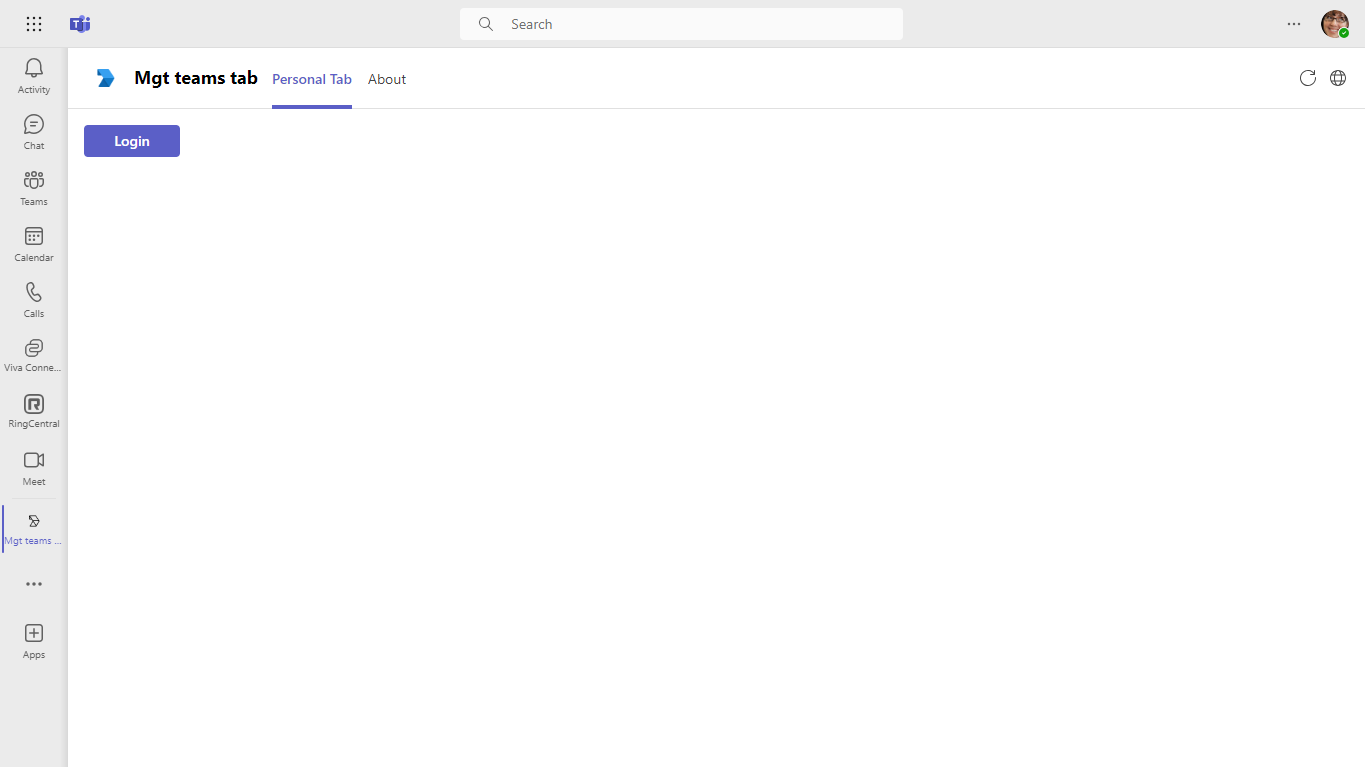 Search
Activity
Chat
Teams
Calendar
Calls
Viva Conne...
RingCentral
Meet
Mgt teams ...
Apps
Mgt teams tab
Personal Tab
About
Login